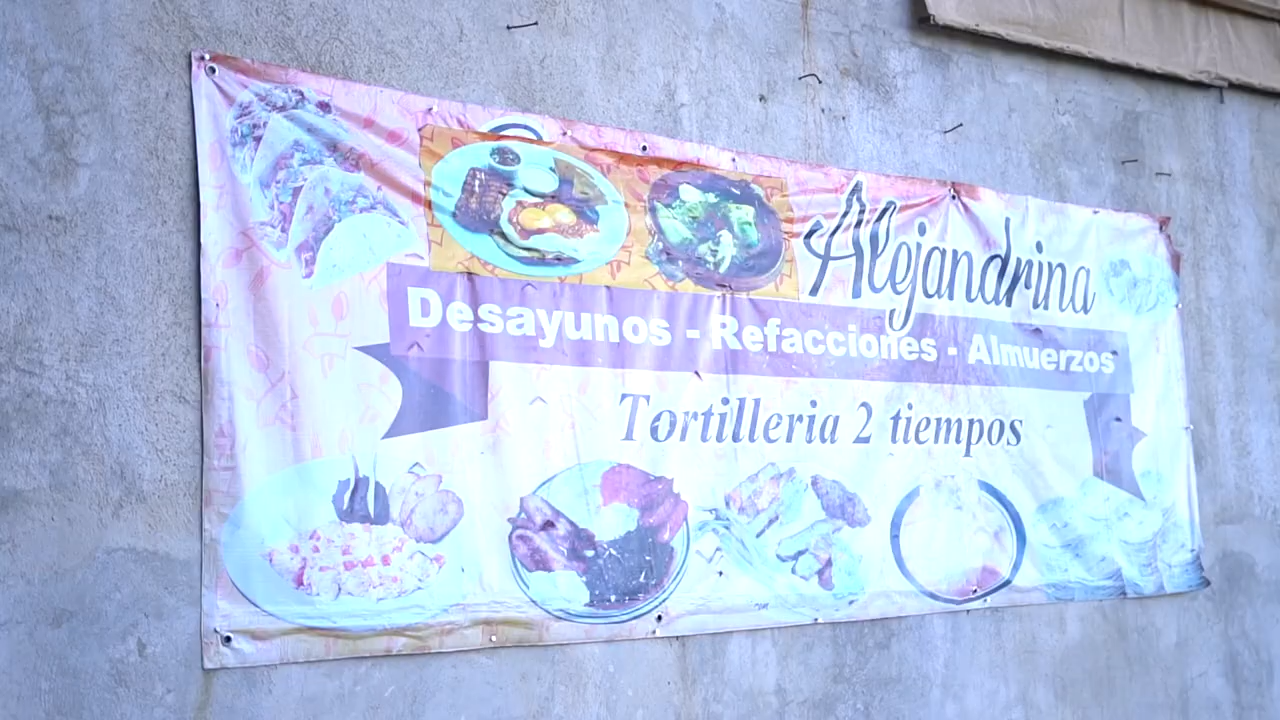 Alejandrina
Desayunos - Refacciones - Almuerzos
Tortilleria 2 tiempos